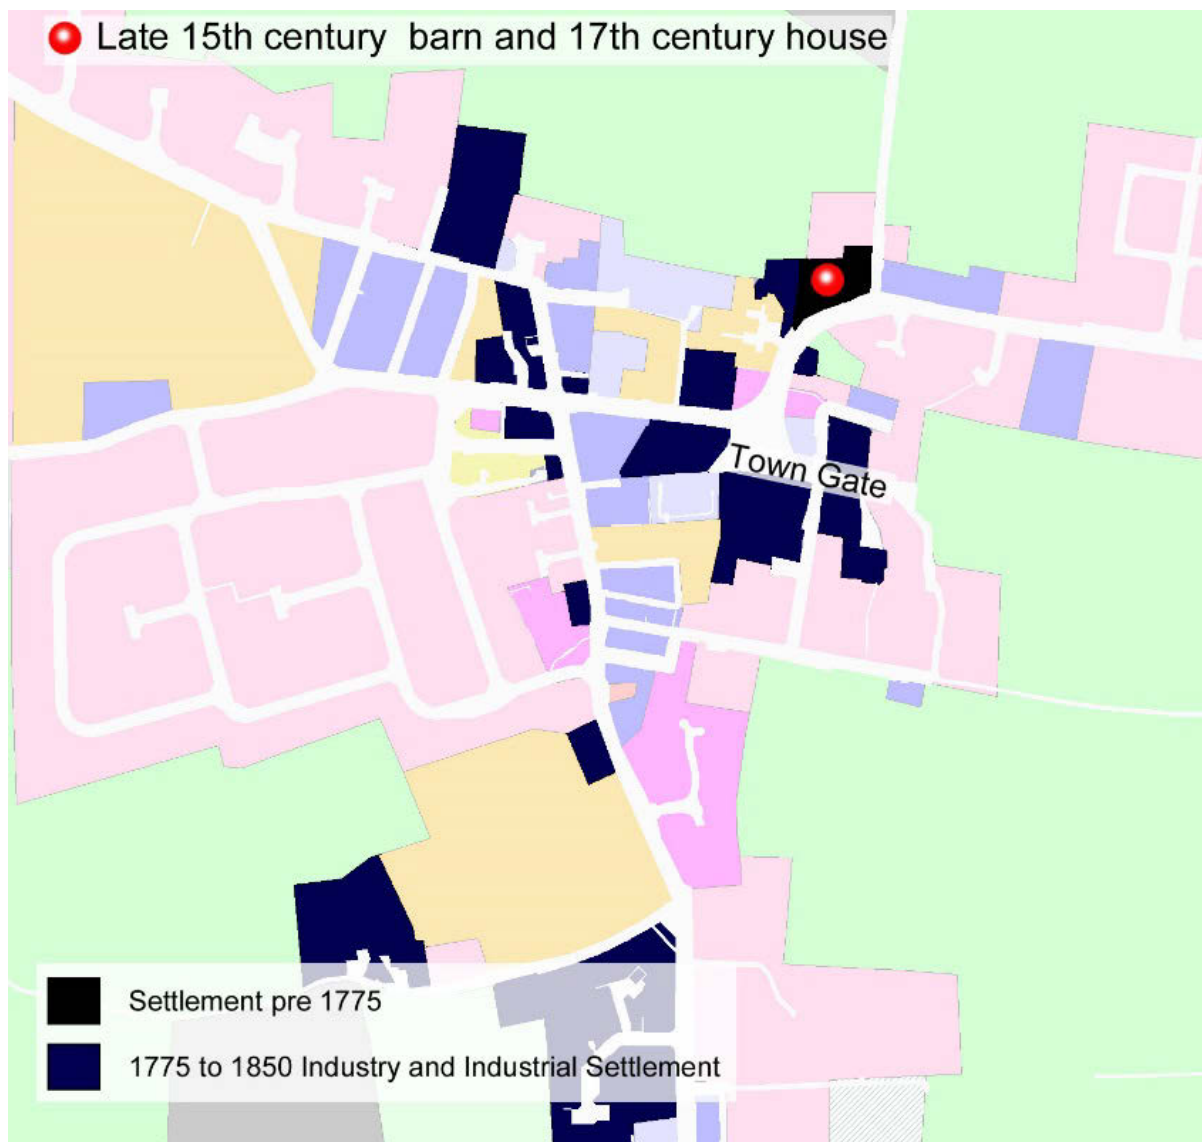 Late 15th century barn and 17th century house
Town Gate
Settlement pre 1775
1775 to 1850 Industry and Industrial Settlement